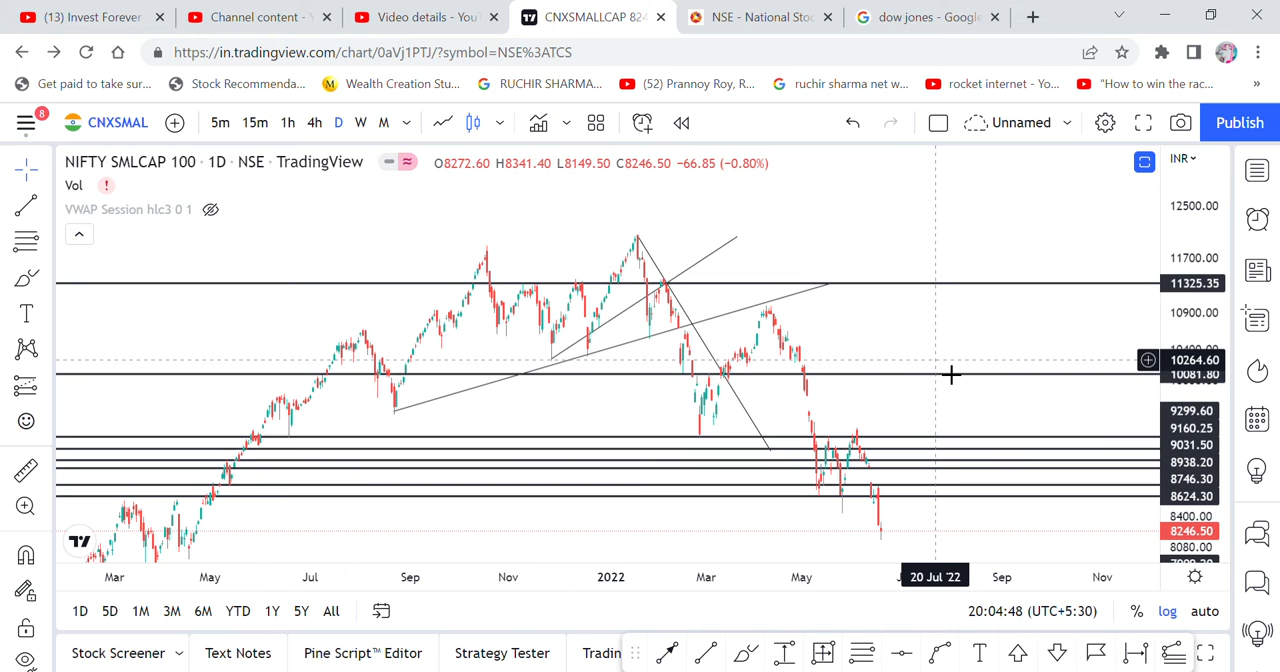 (13) Invest Forever
Channel content -
Video details - YouT
CNXSMALLCAP 824
NSE - National Stoc
dow jones - Google
https://in.tradingview.com/chart/0aVj1PTJ/?symbol=NSE%3ATCS
Get paid to take sur...
Stock Recommenda...
Wealth Creation Stu...
RUCHIR SHARMA...
(52) Prannoy Roy, R...
ruchir sharma net w...
rocket internet - Yo...
"How to win the rac...
»
8
CNXSMAL
5m 15m 1h 4h D W M
Unnamed
Publish
NIFTY SMLCAP 100 · 1D · NSE · TradingView
O8272.60 H8341.40 L8149.50 C8246.50 −66.85 (−0.80%)
INR
Vol
VWAP Session hlc3 0 1
12500.00
11700.00
11325.35
10900.00
10264.60
10081.80
9299.60
9160.25
9031.50
8938.20
8746.30
8624.30
8400.00
8246.50
8080.00
Mar May Jul Sep Nov 2022 Mar May 20 Jul '22 Sep Nov
1D 5D 1M 3M 6M YTD 1Y 5Y All
20:04:48 (UTC+5:30) % log auto
Stock Screener Text Notes Pine Script™ Editor Strategy Tester Tradin